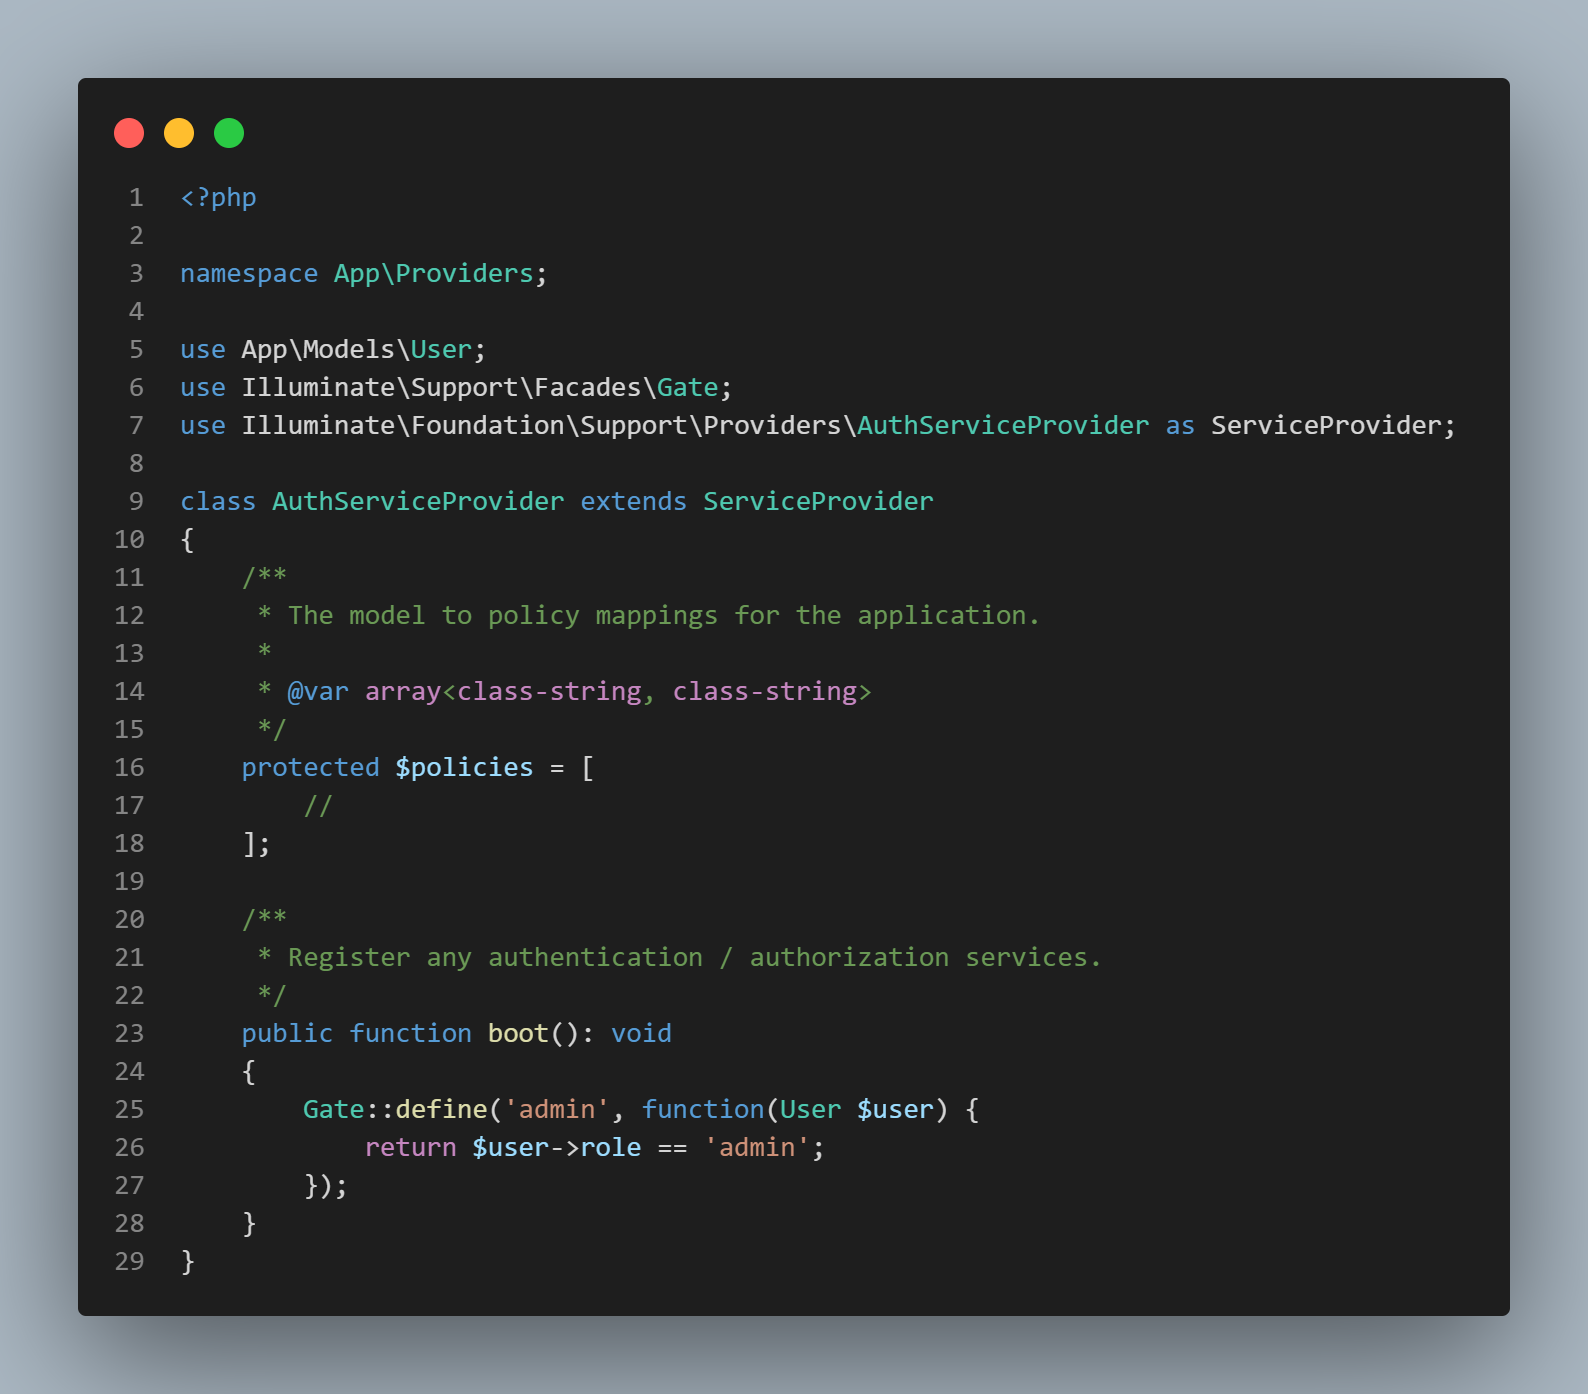 1 <?php
2
3 namespace App\Providers;
4
5 use App\Models\User;
6 use Illuminate\Support\Facades\Gate;
7 use Illuminate\Foundation\Support\Providers\AuthServiceProvider as ServiceProvider;
8
9 class AuthServiceProvider extends ServiceProvider
10 {
11     /**
12      * The model to policy mappings for the application.
13      *
14      * @var array<class-string, class-string>
15      */
16     protected $policies = [
17         //
18     ];
19
20     /**
21      * Register any authentication / authorization services.
22      */
23     public function boot(): void
24     {
25         Gate::define('admin', function(User $user) {
26             return $user->role == 'admin';
27         });
28     }
29 }